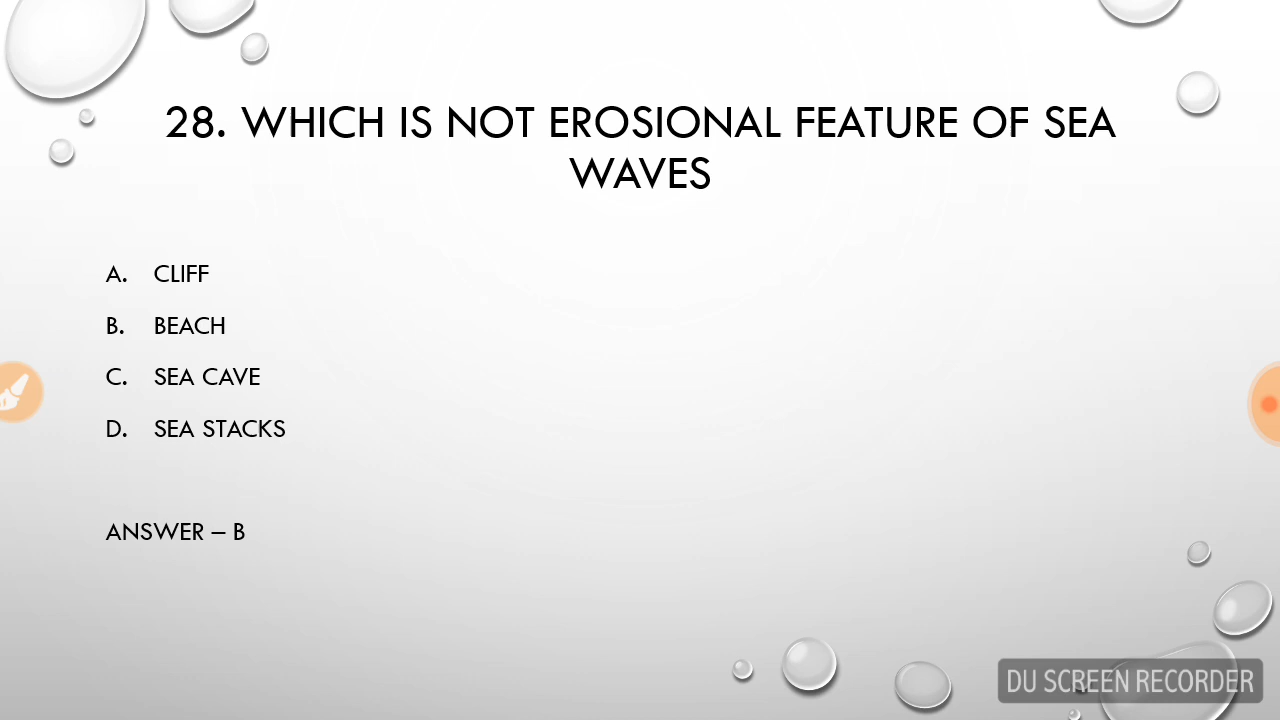 28. WHICH IS NOT EROSIONAL FEATURE OF SEA
WAVES
A. CLIFF
B. BEACH
C. SEA CAVE
D. SEA STACKS
ANSWER – B
DU SCREEN RECORDER